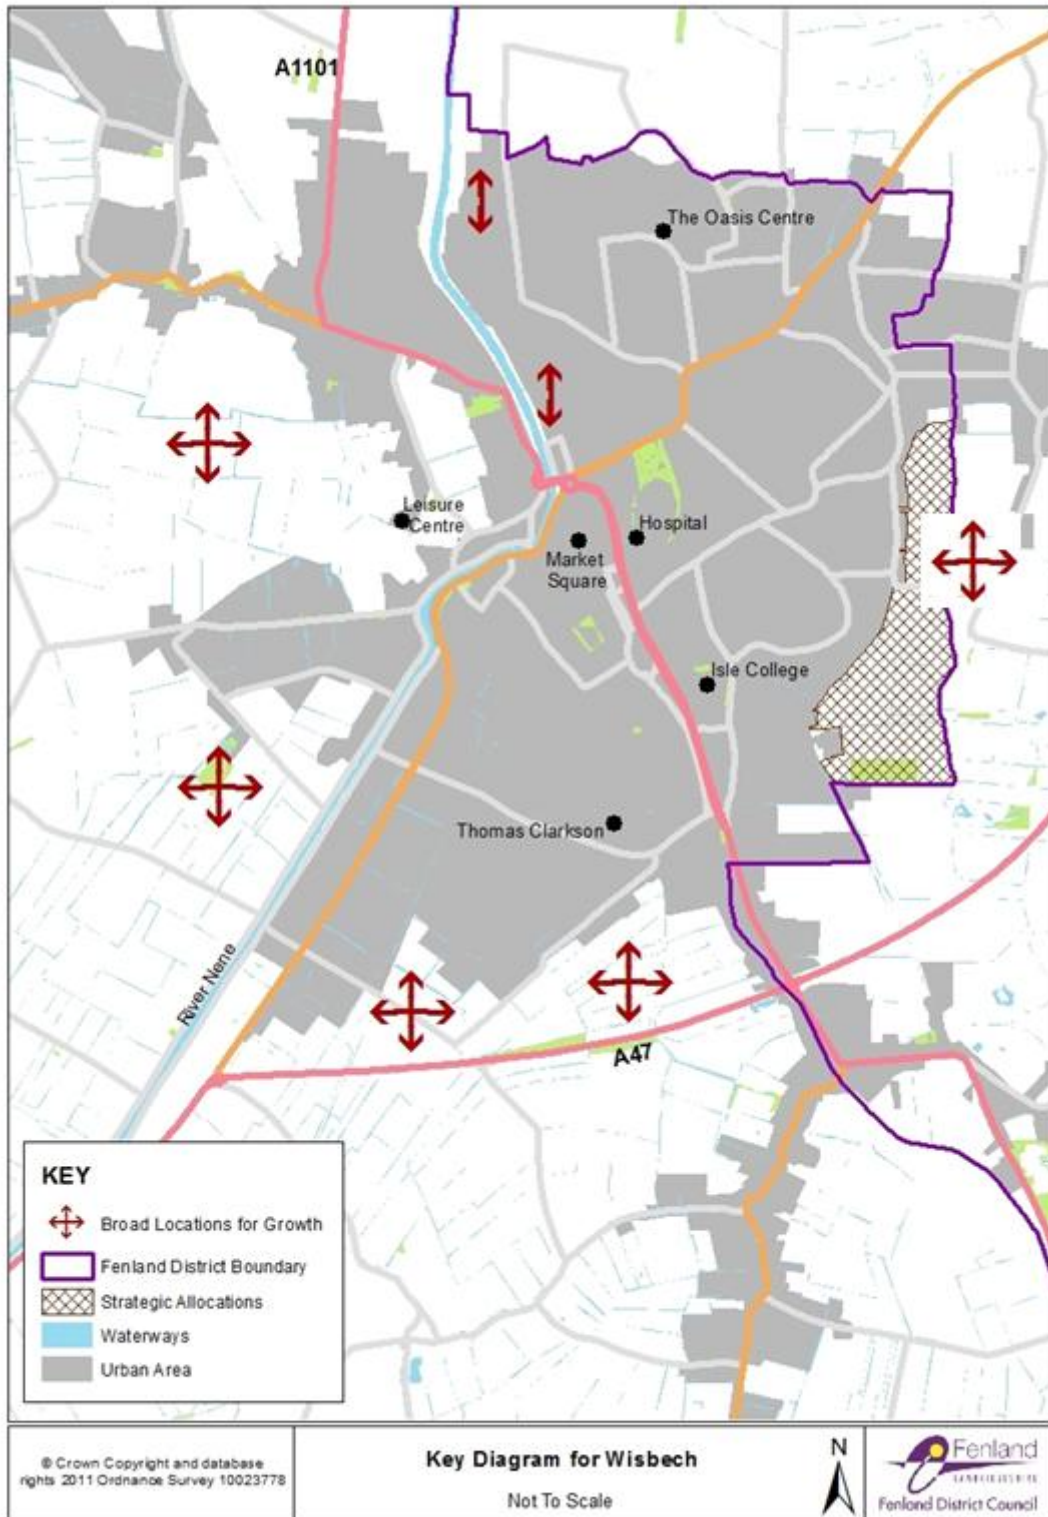 A1101
The Oasis Centre
Leisure
Centre
Hospital
Market
Square
Isle College
Thomas Clarkson
River Nene
A47
KEY
Broad Locations for Growth
Fenland District Boundary
Strategic Allocations
Waterways
Urban Area
© Crown Copyright and database
rights 2011 Ordnance Survey 10023778
Key Diagram for Wisbech
Not To Scale
N
Fenland
CAMBRIDGESHIRE
Fenland District Council